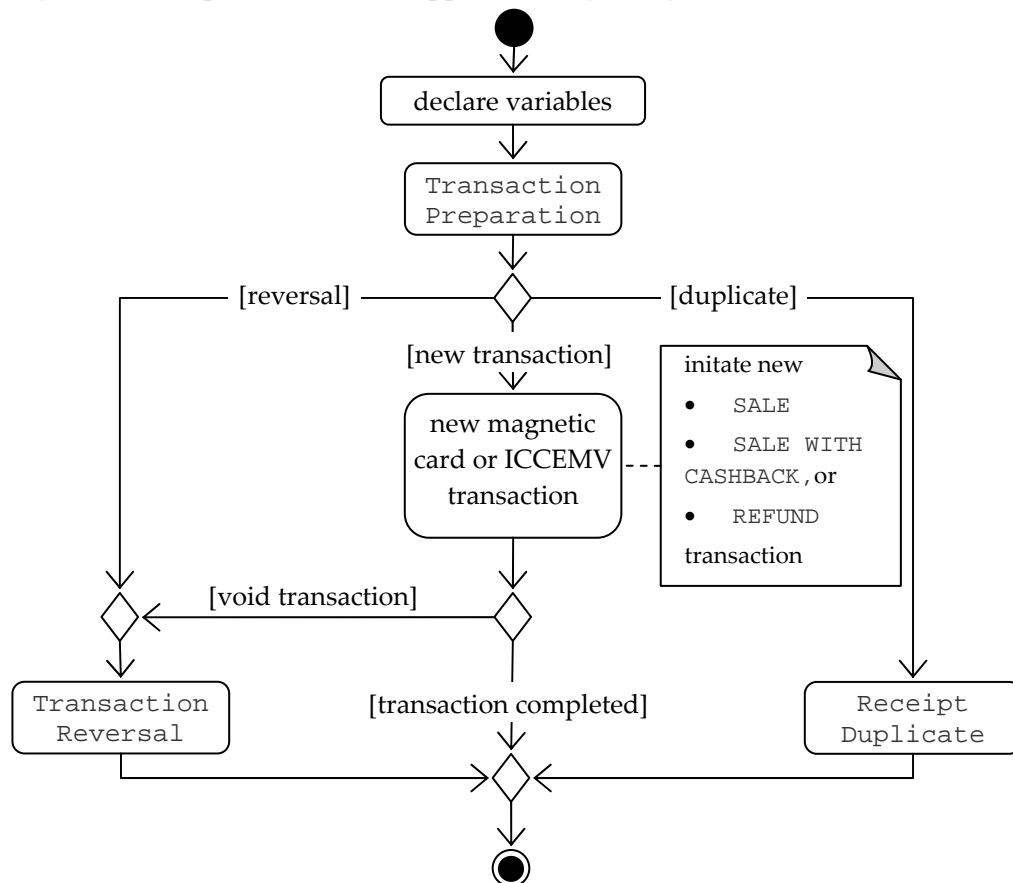 declare variables
Transaction
Preparation
[reversal]
[duplicate]
[new transaction]
new magnetic
card or ICCEMV
transaction
initate new
• SALE
• SALE WITH
CASHBACK,or
• REFUND
transaction
[void transaction]
Transaction
Reversal
[transaction completed]
Receipt
Duplicate